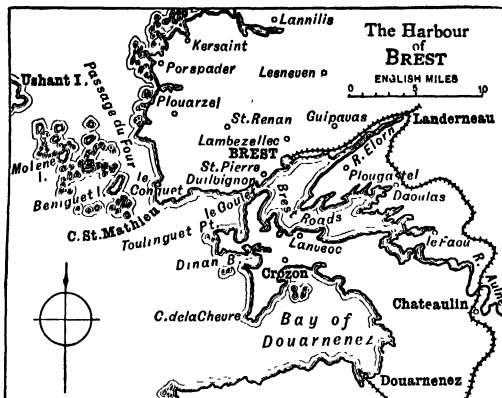 The Harbour
of
BREST
ENGLISH MILES
0 5 10
Lannilis
Kersaint
Porspader
Lesneven
Ushant I.
Passage du Four
Plouarzel
St.Renan
Guipavas
Landerneau
Lambezellec
BREST
R. Elorn
Molene I.
St.Pierre
Plougastel
Beniguet I.
le Conquet
Duilbignon
Daoulas
le Goulet
Brest Roads
C.St.Mathieu
Toulinguet Pt.
Lanveoc
le Faou
Dinan B.
Crozon
R. Aulne
C.delaChevre
Chateaulin
Bay of
Douarnenez
Douarnenez